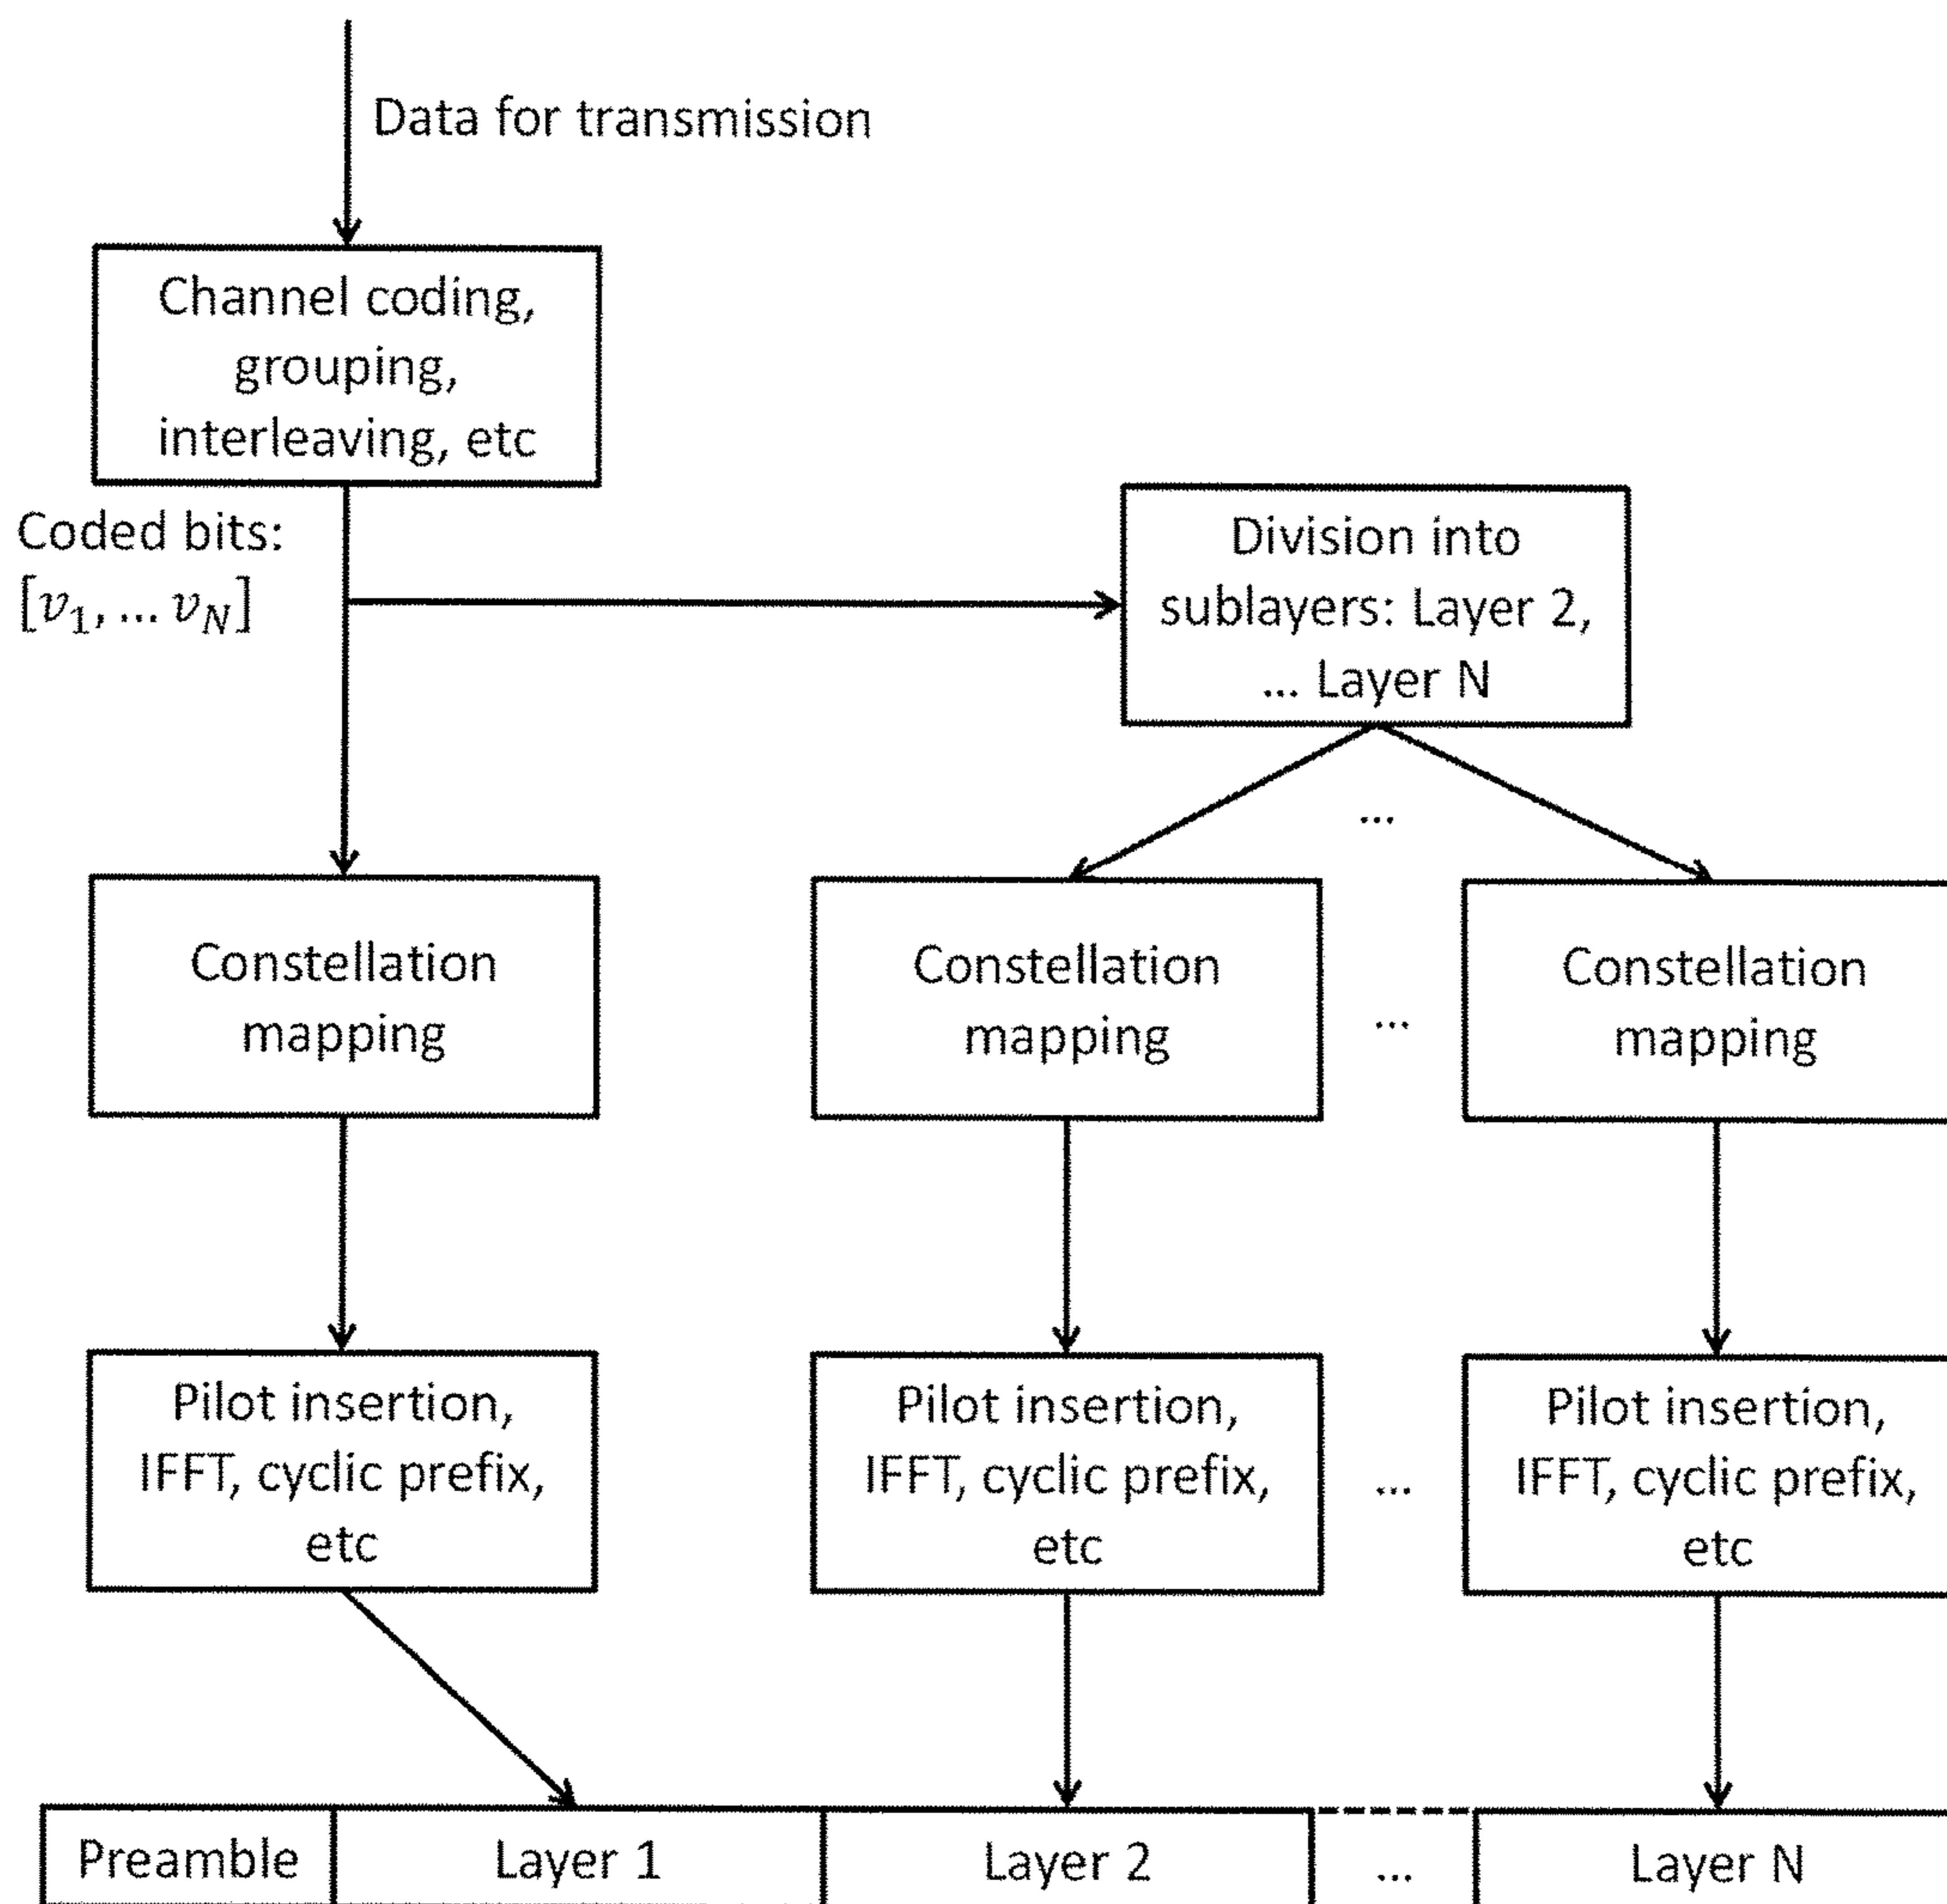 Data for transmission
Channel coding,
grouping,
interleaving, etc
Coded bits:
[v₁, ... v_N]
Division into
sublayers: Layer 2,
... Layer N
...
Constellation
mapping
Constellation
mapping
...
Constellation
mapping
Pilot insertion,
IFFT, cyclic prefix,
etc
Pilot insertion,
IFFT, cyclic prefix,
etc
...
Pilot insertion,
IFFT, cyclic prefix,
etc
Preamble
Layer 1
Layer 2
...
Layer N